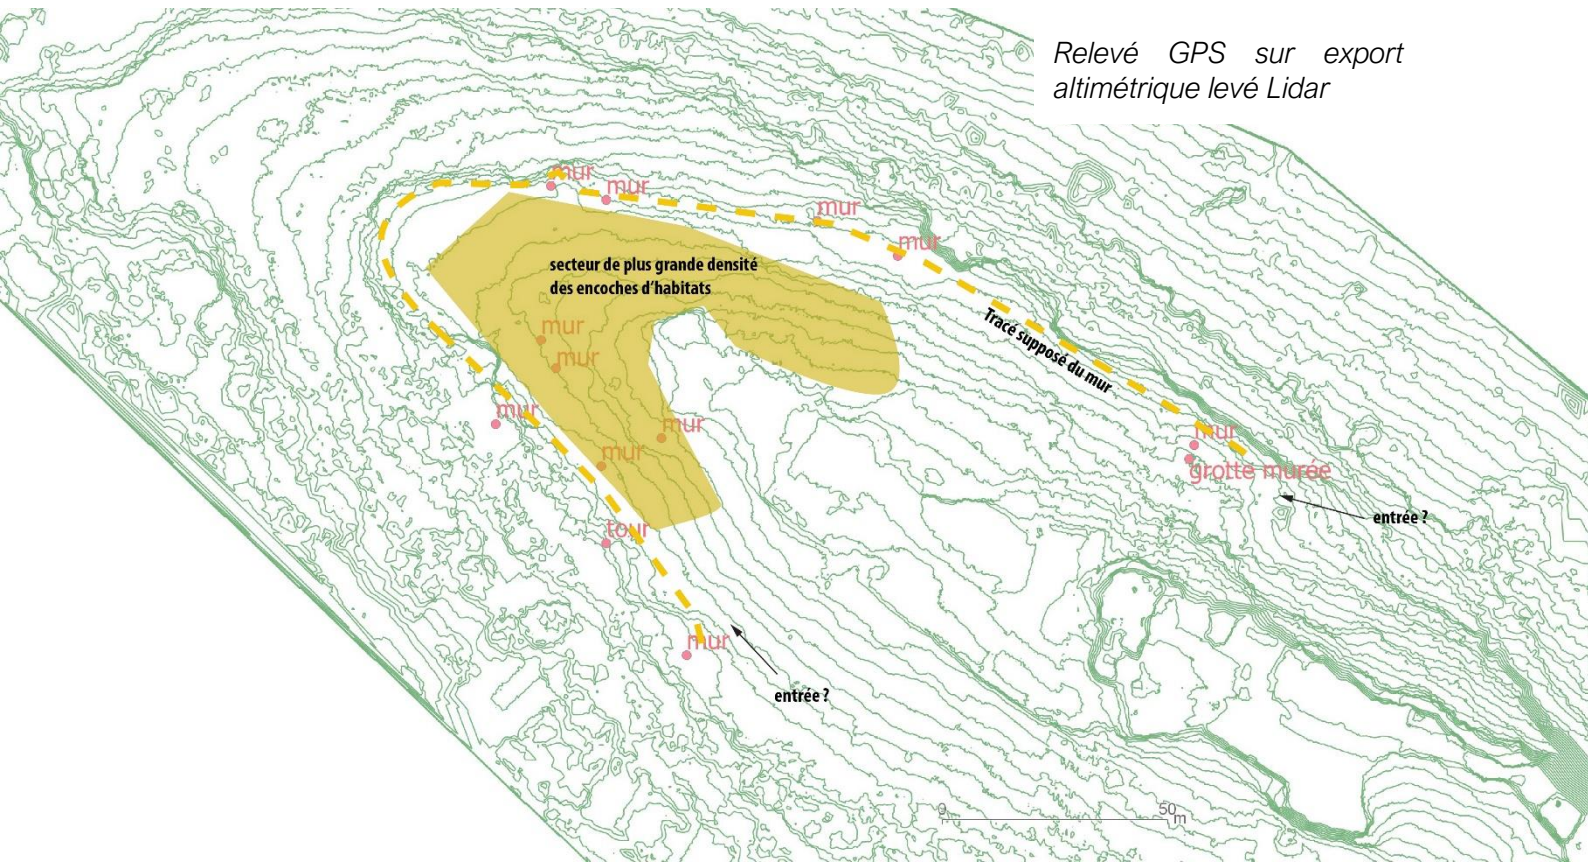 Relevé GPS sur export
altimétrique levé Lidar
mur
mur
mur
mur
secteur de plus grande densité
des encoches d'habitats
Tracé supposé du mur
mur
mur
mur
mur
mur
mur
grotte murée
entrée ?
tour
mur
entrée ?
0
50
m